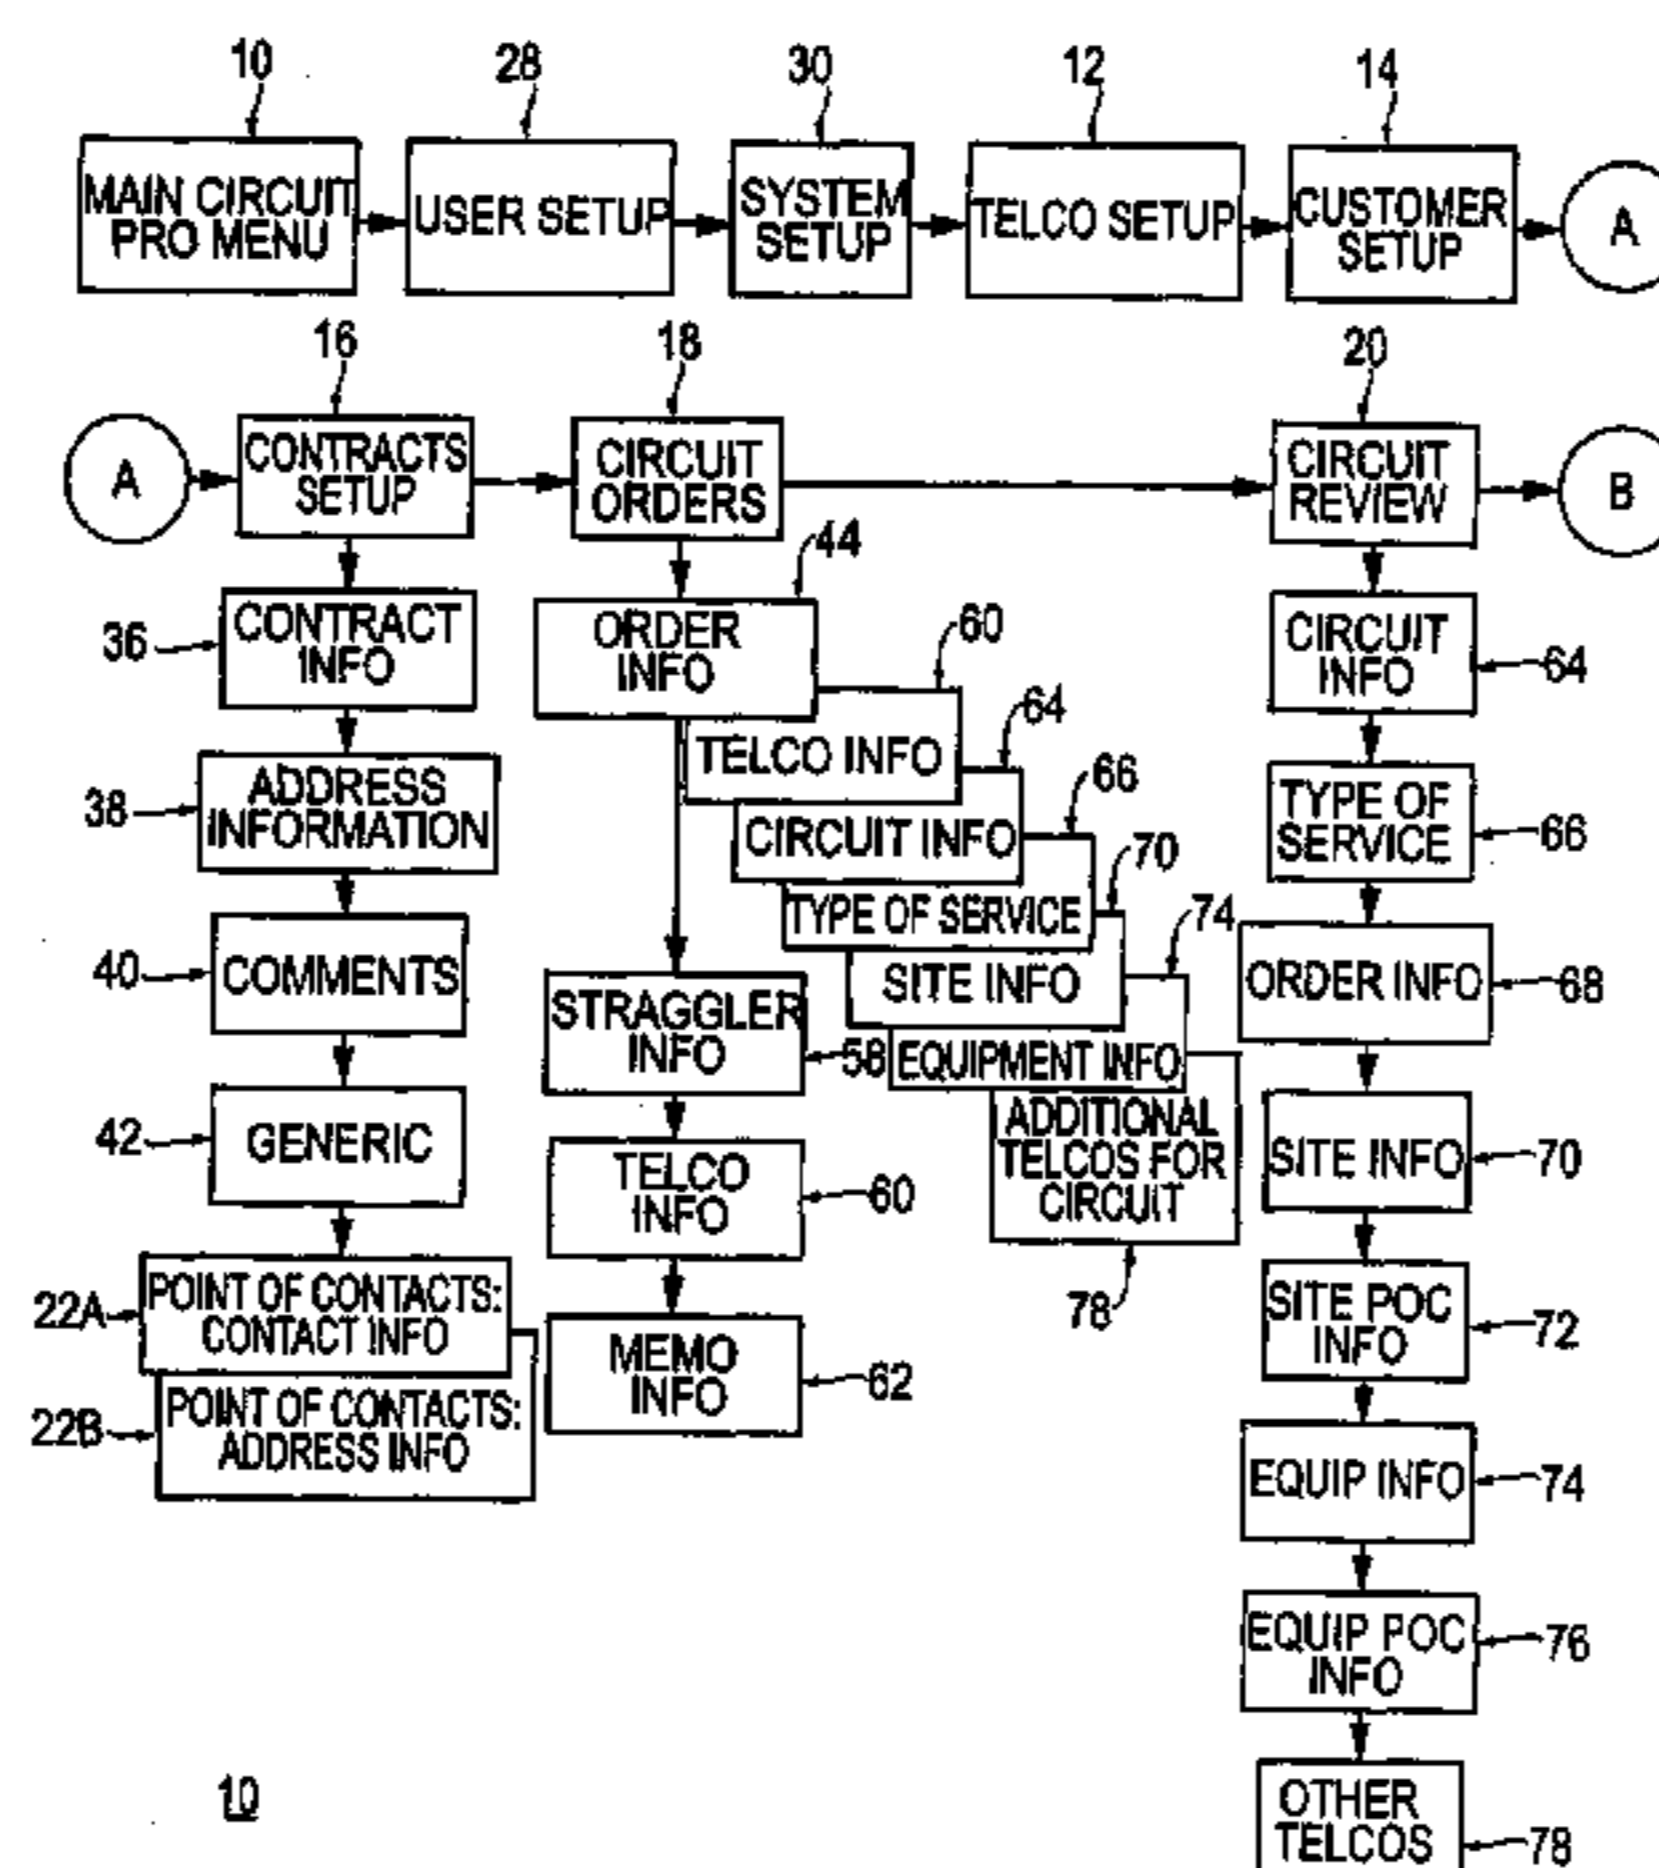 10
28
30
12
14
MAIN CIRCUIT
PRO MENU
USER SETUP
SYSTEM
SETUP
TELCO SETUP
CUSTOMER
SETUP
A
16
18
20
A
CONTRACTS
SETUP
CIRCUIT
ORDERS
CIRCUIT
REVIEW
B
36
CONTRACT
INFO
38
ADDRESS
INFORMATION
40
COMMENTS
42
GENERIC
22A
POINT OF CONTACTS:
CONTACT INFO
22B
POINT OF CONTACTS:
ADDRESS INFO
44
ORDER
INFO
60
TELCO INFO
64
CIRCUIT INFO
66
TYPE OF SERVICE
70
SITE INFO
74
EQUIPMENT INFO
ADDITIONAL
TELCOS FOR
CIRCUIT
78
STRAGGLER
INFO
58
TELCO
INFO
60
MEMO
INFO
62
CIRCUIT
INFO
64
TYPE OF
SERVICE
66
ORDER INFO
68
SITE INFO
70
SITE POC
INFO
72
EQUIP INFO
74
EQUIP POC
INFO
76
OTHER
TELCOS
78
10